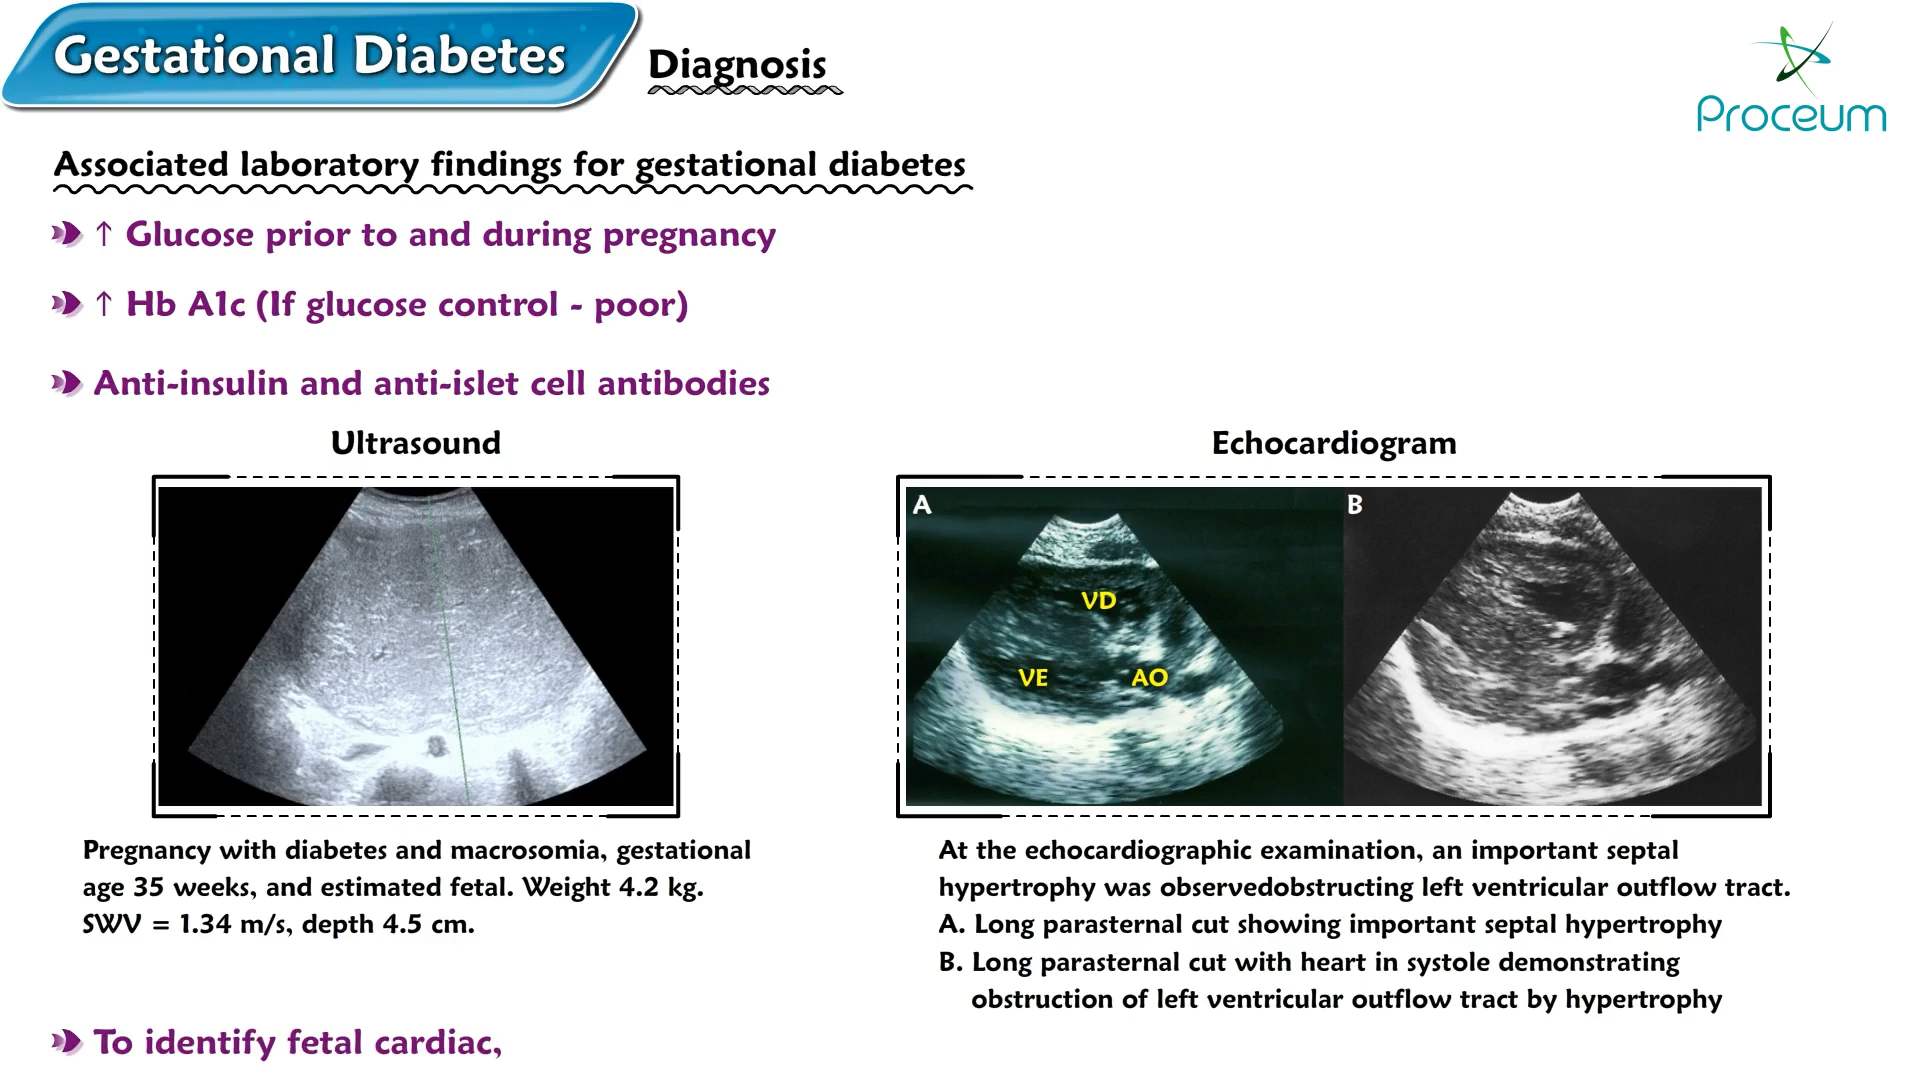 Gestational Diabetes
Diagnosis
Proceum
Associated laboratory findings for gestational diabetes
↑ Glucose prior to and during pregnancy
↑ Hb A1c (If glucose control - poor)
Anti-insulin and anti-islet cell antibodies
Ultrasound
Pregnancy with diabetes and macrosomia, gestational
age 35 weeks, and estimated fetal. Weight 4.2 kg.
SWV = 1.34 m/s, depth 4.5 cm.
Echocardiogram
A
B
VD
VE
AO
At the echocardiographic examination, an important septal
hypertrophy was observedobstructing left ventricular outflow tract.
A. Long parasternal cut showing important septal hypertrophy
B. Long parasternal cut with heart in systole demonstrating
obstruction of left ventricular outflow tract by hypertrophy
To identify fetal cardiac,